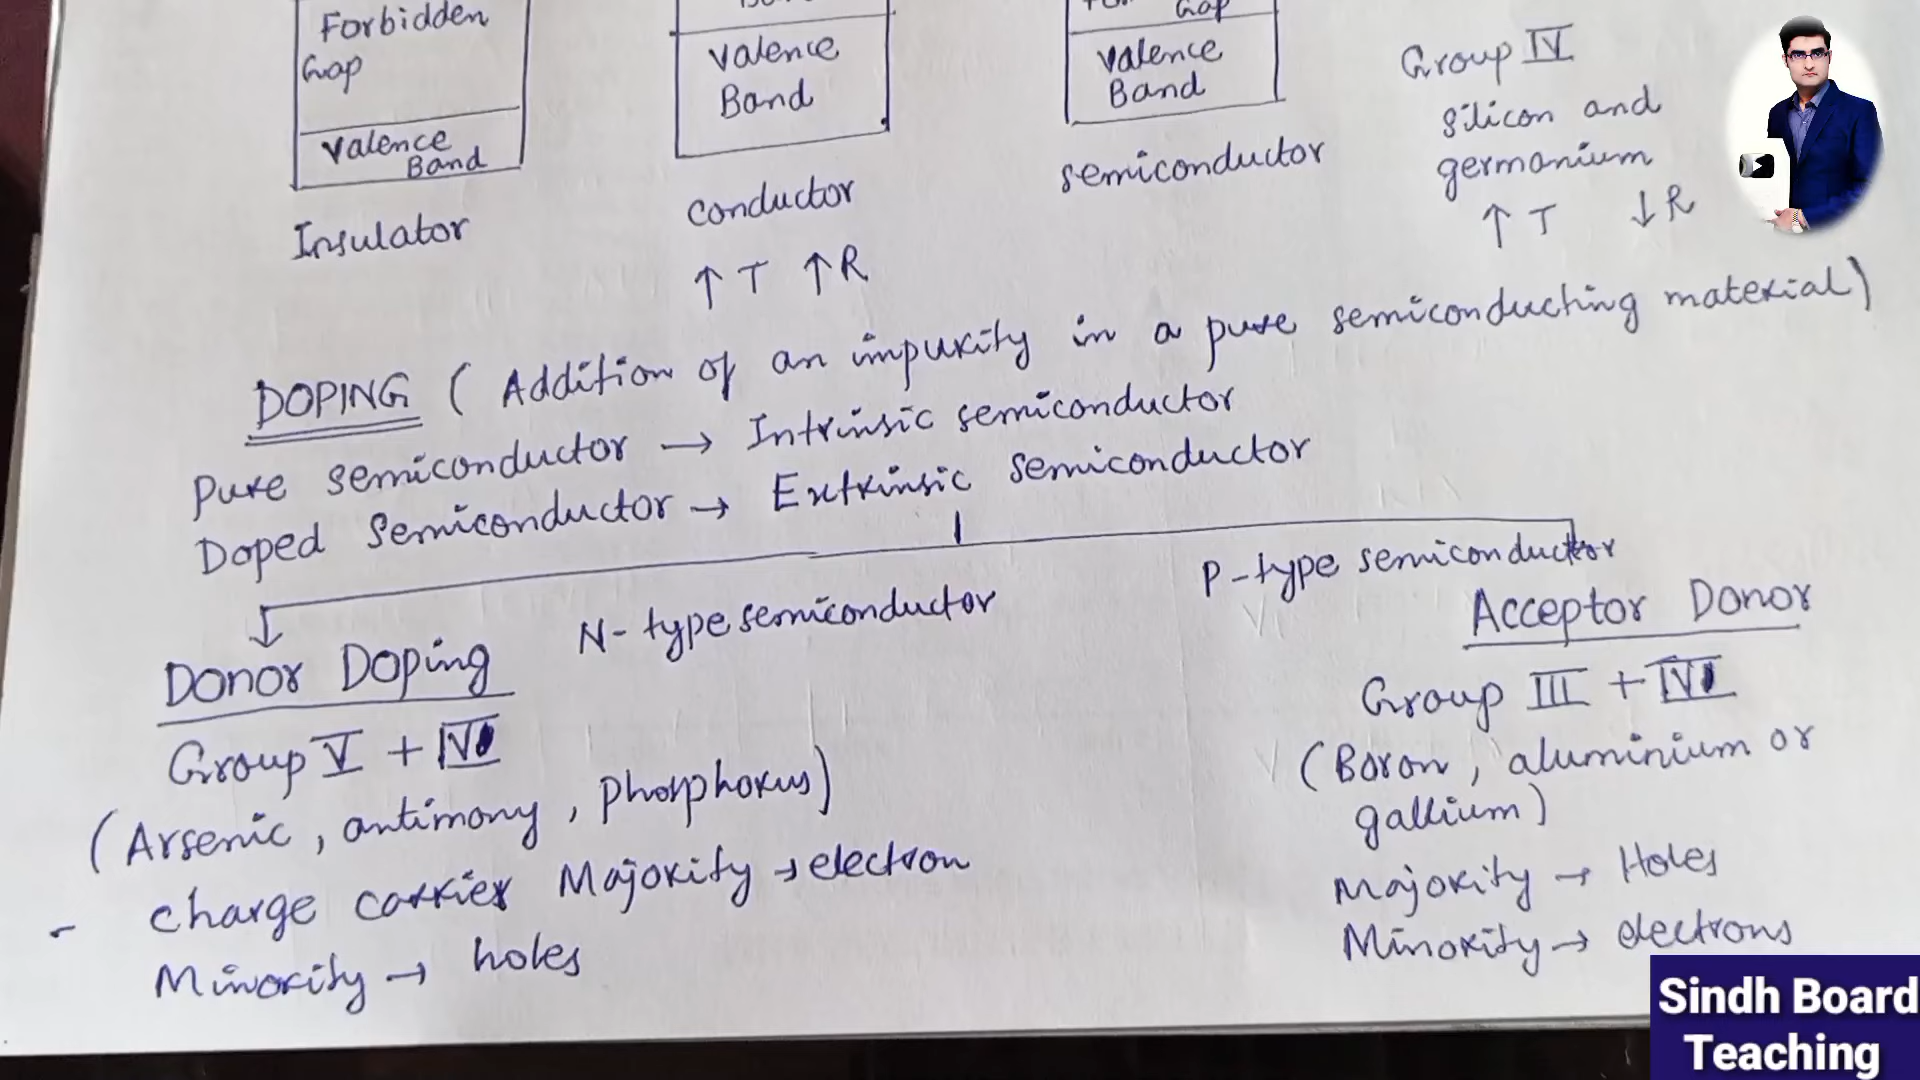 Forbidden
Gap
Valence
Band
Insulator
Valence
Band
Conductor
↑ T ↑ R
Gap
Valence
Band
semiconductor
Group IV
silicon and
germanium
↑ T ↓ R
DOPING ( Addition of an impurity in a pure semiconducting material)
Pure semiconductor → Intrinsic semiconductor
Doped Semiconductor → Extrinsic semiconductor
N-type semiconductor
Donor Doping
Group V + IV
(Arsenic, antimony, phosphorus)
- charge carrier Majority → electron
Minority → holes
P-type semiconductor
Acceptor Donor
Group III + IV
(Boron, aluminium or
gallium)
Majority → Holes
Minority → electrons
Sindh Board
Teaching